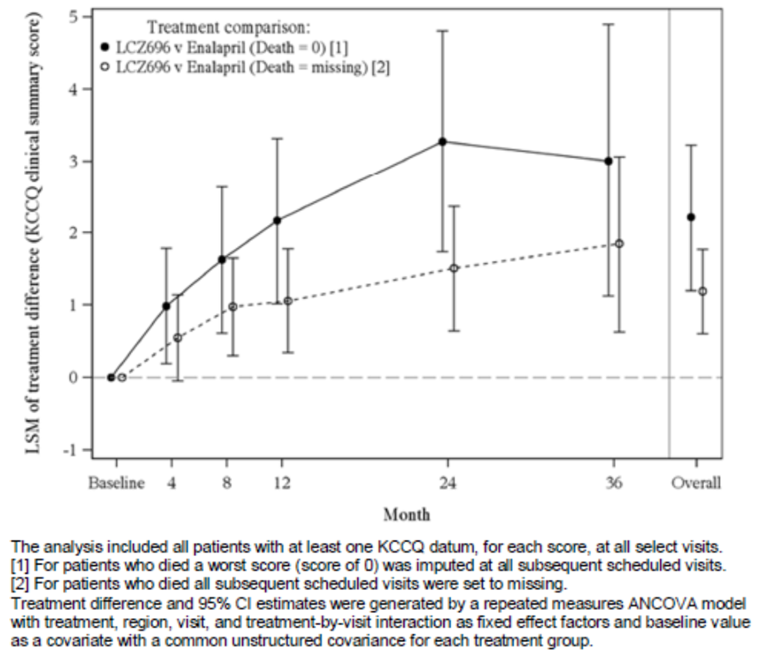 Treatment comparison:
LCZ696 v Enalapril (Death = 0) [1]
LCZ696 v Enalapril (Death = missing) [2]
LSM of treatment difference (KCCQ clinical summary score)
5
4
3
2
1
0
-1
Baseline 4 8 12 24 36 Overall
Month
The analysis included all patients with at least one KCCQ datum, for each score, at all select visits.
[1] For patients who died a worst score (score of 0) was imputed at all subsequent scheduled visits.
[2] For patients who died all subsequent scheduled visits were set to missing.
Treatment difference and 95% CI estimates were generated by a repeated measures ANCOVA model
with treatment, region, visit, and treatment-by-visit interaction as fixed effect factors and baseline value
as a covariate with a common unstructured covariance for each treatment group.